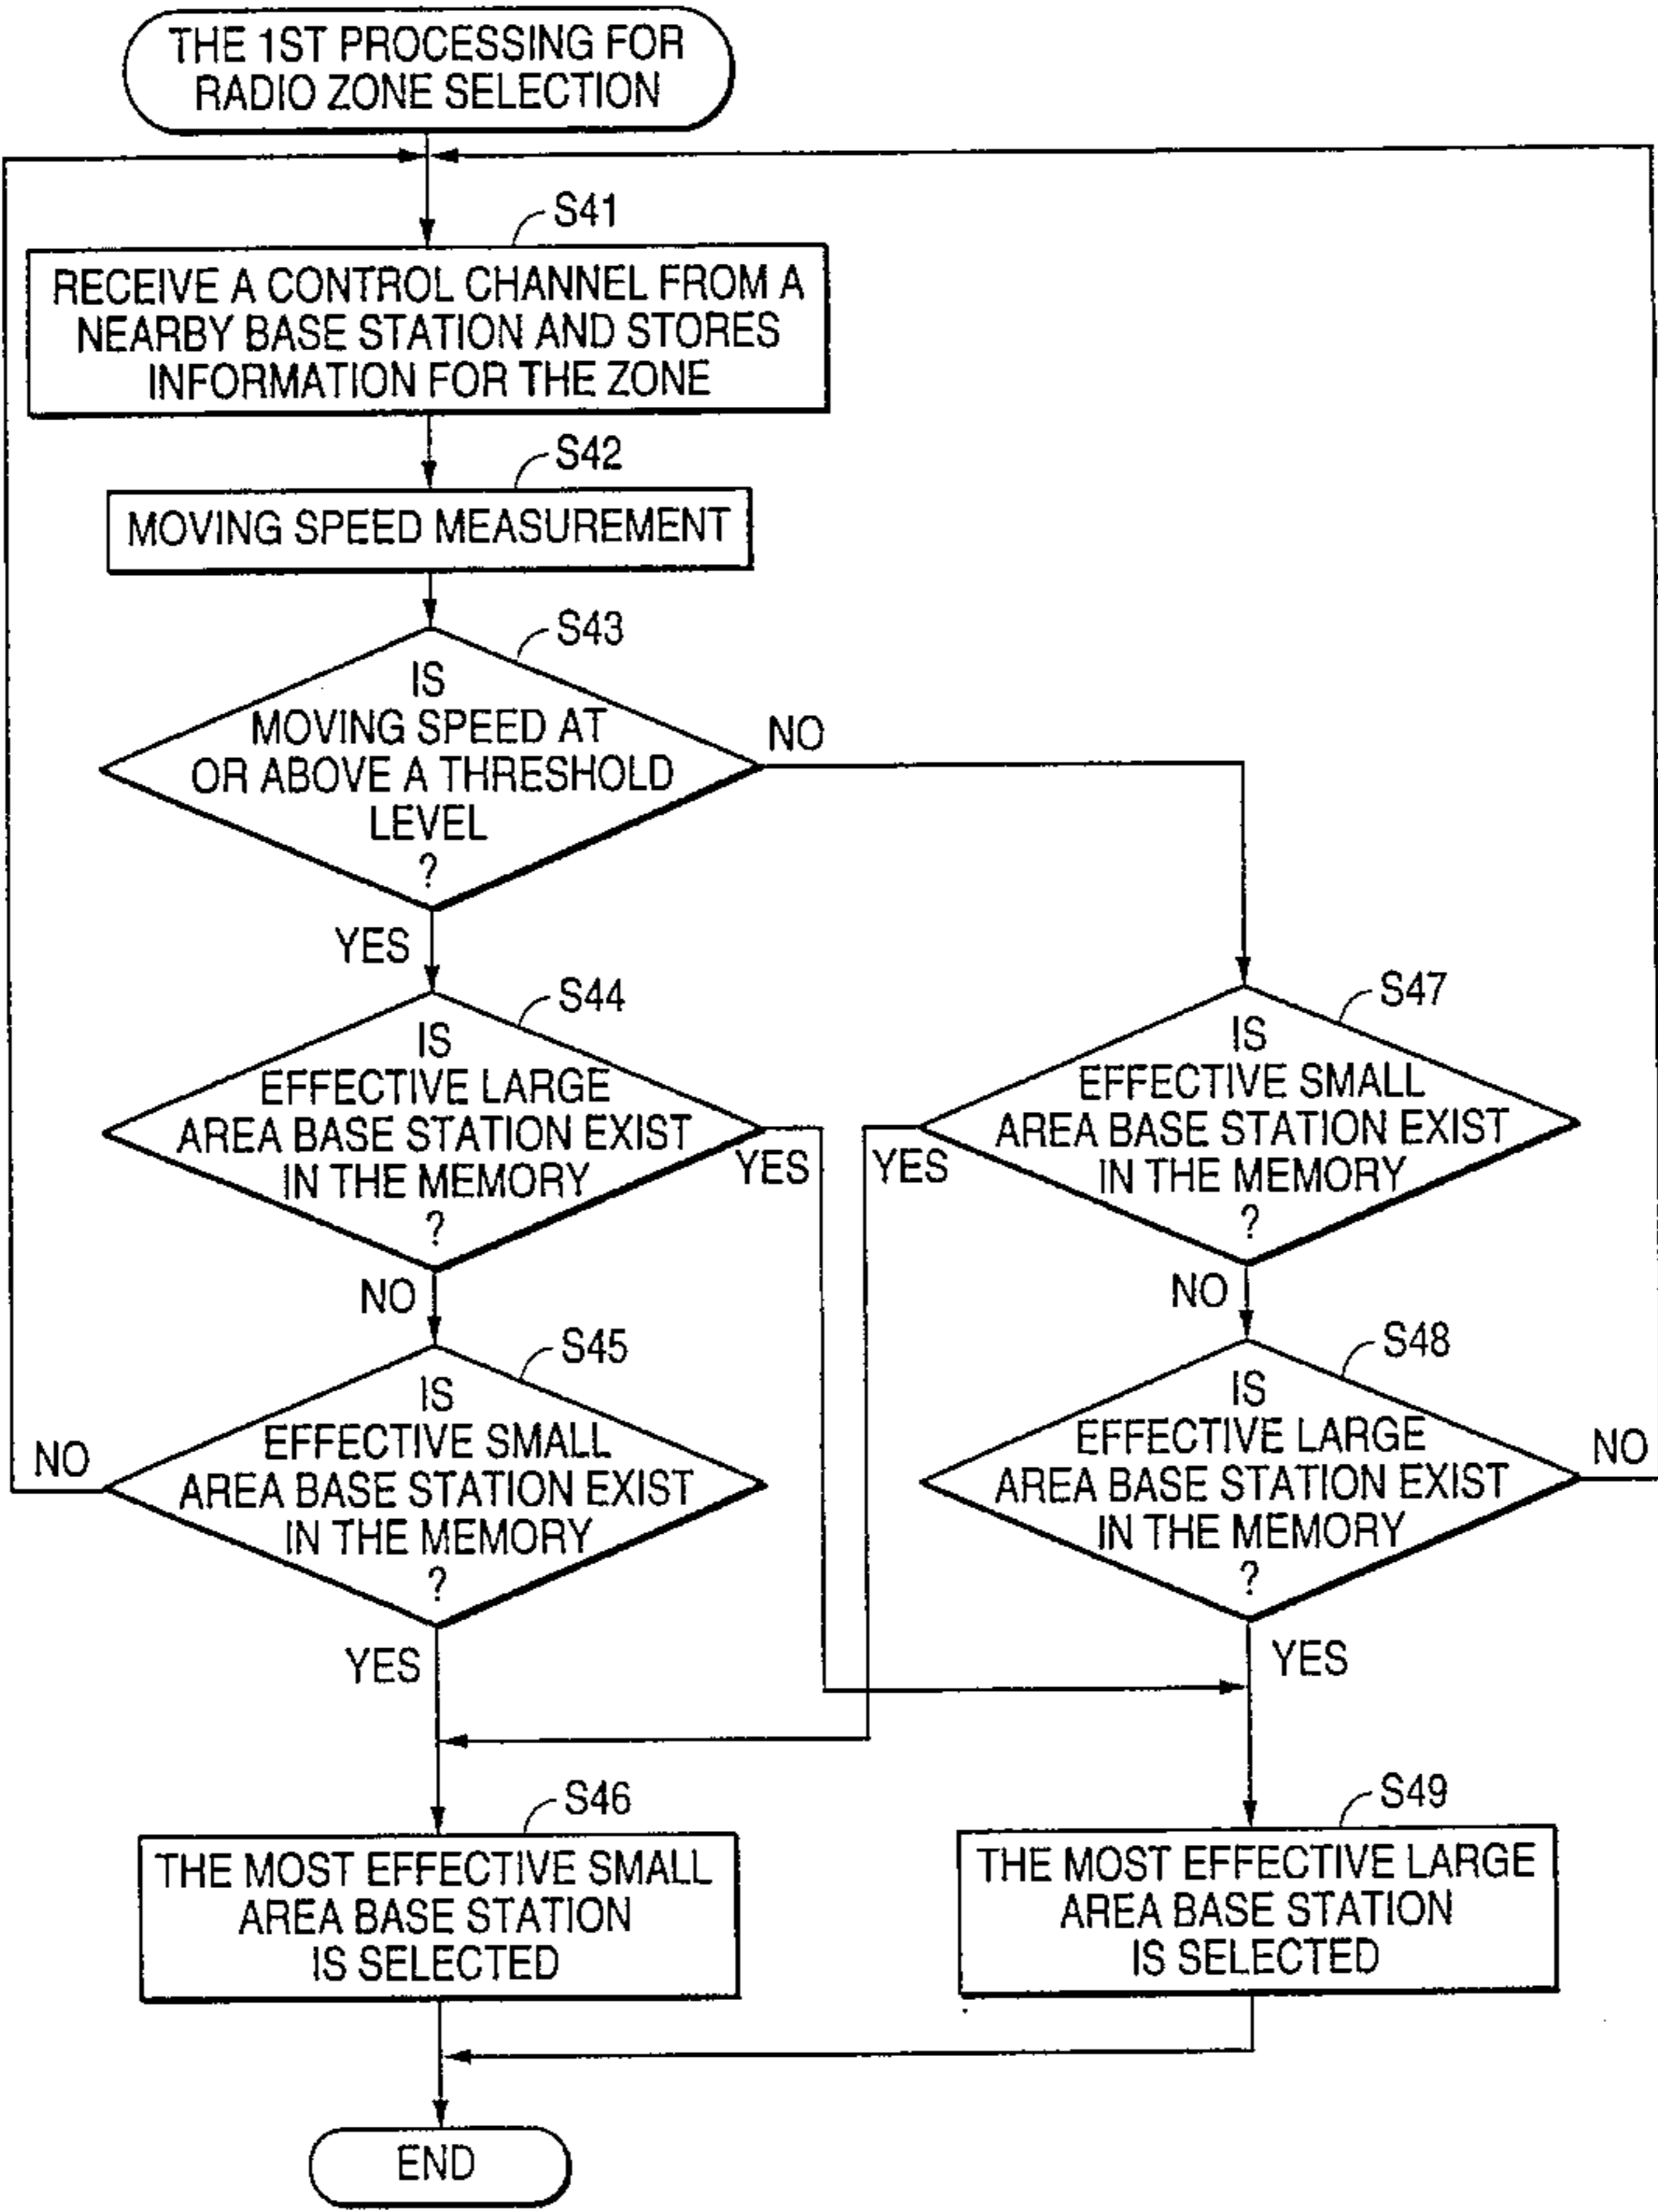 THE 1ST PROCESSING FOR
RADIO ZONE SELECTION
S41
RECEIVE A CONTROL CHANNEL FROM A
NEARBY BASE STATION AND STORES
INFORMATION FOR THE ZONE
S42
MOVING SPEED MEASUREMENT
S43
IS
MOVING SPEED AT
OR ABOVE A THRESHOLD
LEVEL
?
NO
YES
S44
IS
EFFECTIVE LARGE
AREA BASE STATION EXIST
IN THE MEMORY
?
YES
NO
S47
IS
EFFECTIVE SMALL
AREA BASE STATION EXIST
IN THE MEMORY
?
YES
NO
S45
IS
EFFECTIVE SMALL
AREA BASE STATION EXIST
IN THE MEMORY
?
NO
YES
S48
IS
EFFECTIVE LARGE
AREA BASE STATION EXIST
IN THE MEMORY
?
NO
YES
S46
THE MOST EFFECTIVE SMALL
AREA BASE STATION
IS SELECTED
S49
THE MOST EFFECTIVE LARGE
AREA BASE STATION
IS SELECTED
END